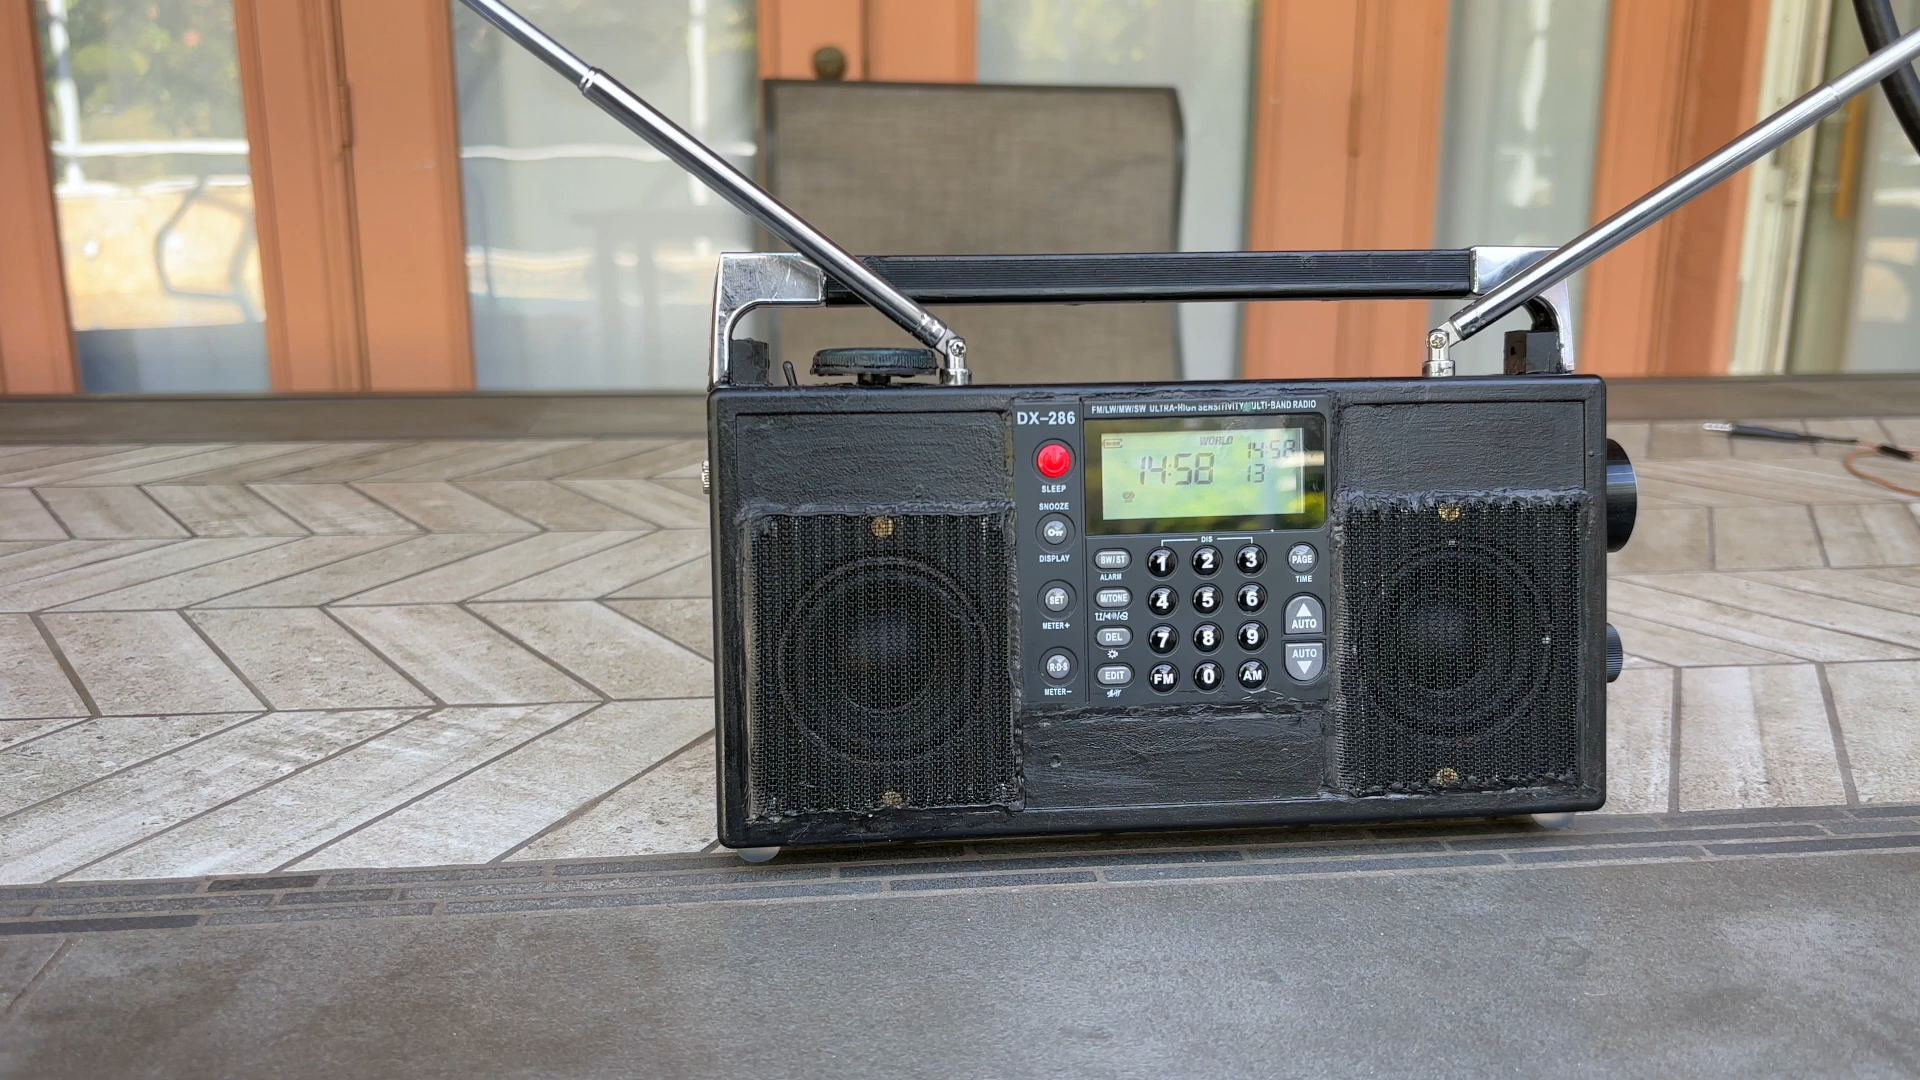 DX-286
FM/LW/MW/SW ULTRA-HIGH SENSITIVITY MULTI-BAND RADIO
WORLD
14:58
14:58
13
SLEEP
SNOOZE
DISPLAY
DIS
BW/ST
1
2
3
PAGE
ALARM
TIME
SET
M/TONE
4
5
6
AUTO
METER+
DEL
7
8
9
AUTO
R·D·S
EDIT
FM
0
AM
METER-